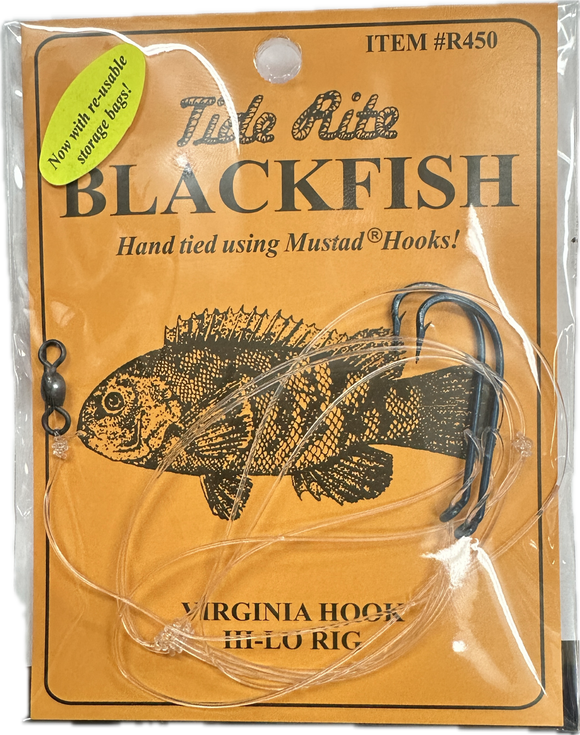 ITEM #R450
Now with re-usable
storage bags!
Tide Rite
BLACKFISH
Hand tied using Mustad® Hooks!
VIRGINIA HOOK
HI-LO RIG